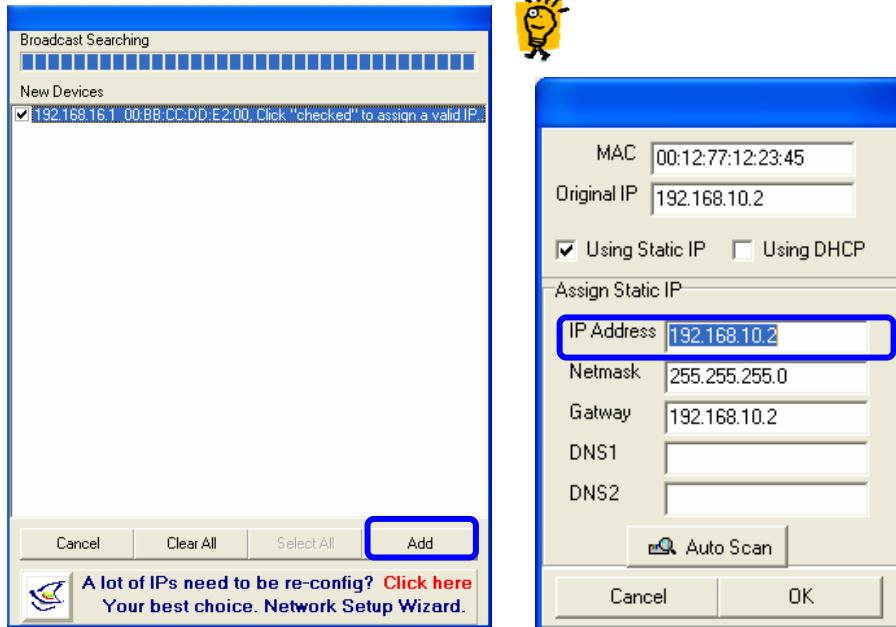 Broadcast Searching
New Devices
192.168.16.1 00:BB:CC:DD:E2:00, Click "checked" to assign a valid IP..
Cancel
Clear All
Select All
Add
A lot of IPs need to be re-config? Click here
Your best choice. Network Setup Wizard.
MAC 00:12:77:12:23:45
Original IP 192.168.10.2
Using Static IP
Using DHCP
Assign Static IP
IP Address 192.168.10.2
Netmask 255.255.255.0
Gatway 192.168.10.2
DNS1
DNS2
Auto Scan
Cancel
OK